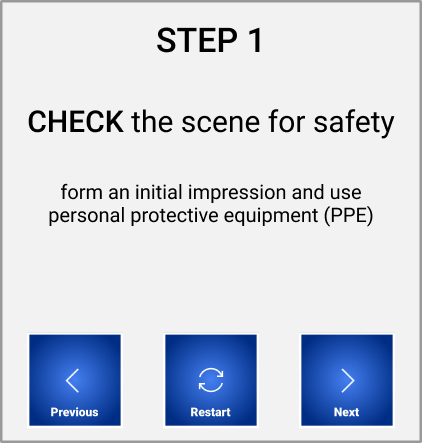 STEP 1
CHECK the scene for safety
form an initial impression and use
personal protective equipment (PPE)
Previous
Restart
Next